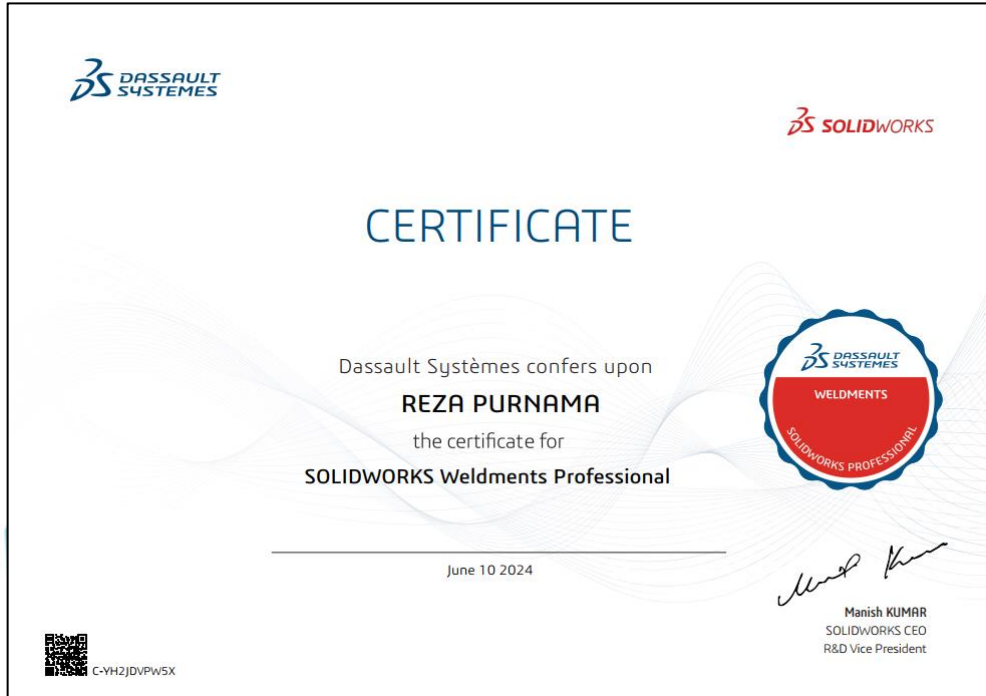 DASSAULT
SYSTEMES
SOLIDWORKS
CERTIFICATE
Dassault Systèmes confers upon
REZA PURNAMA
the certificate for
SOLIDWORKS Weldments Professional
DASSAULT
SYSTEMES
WELDMENTS
SOLIDWORKS PROFESSIONAL
June 10 2024
Manish KUMAR
SOLIDWORKS CEO
R&D Vice President
C-YH2JDVPW5X